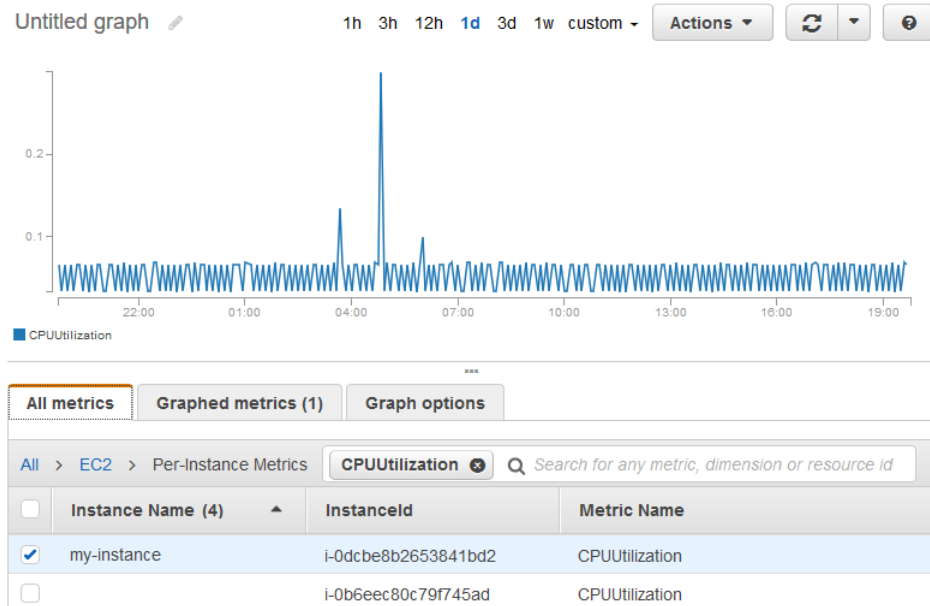 Untitled graph 1h 3h 12h 1d 3d 1w custom Actions
0.2
0.1
22:00 01:00 04:00 07:00 10:00 13:00 16:00 19:00
CPUUtilization
All metrics Graphed metrics (1) Graph options
All > EC2 > Per-Instance Metrics CPUUtilization Search for any metric, dimension or resource id
Instance Name (4) InstanceId Metric Name
my-instance i-0dcbe8b2653841bd2 CPUUtilization
i-0b6eec80c79f745ad CPUUtilization